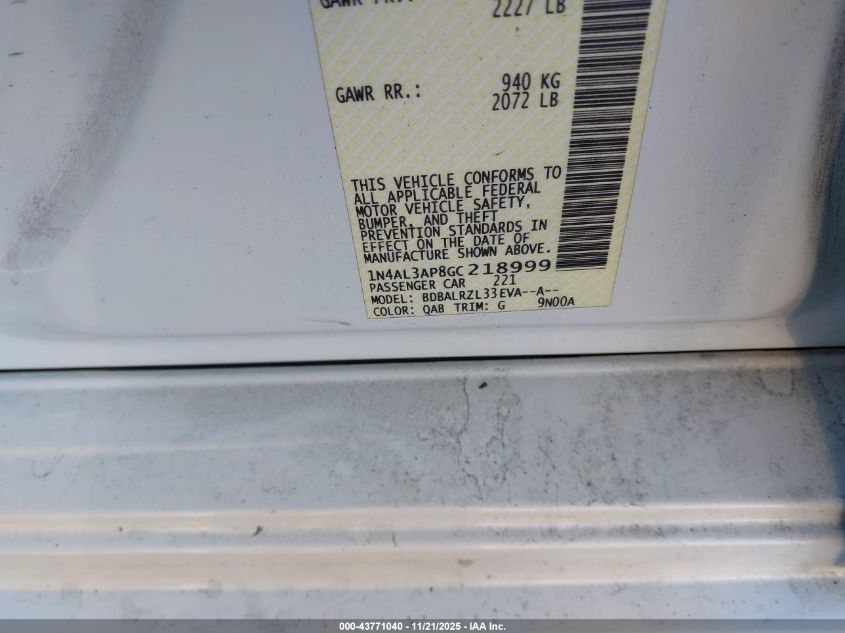 GAWR FR.:
2227 LB
GAWR RR.: 940 KG
2072 LB
THIS VEHICLE CONFORMS TO
ALL APPLICABLE FEDERAL
MOTOR VEHICLE SAFETY,
BUMPER, AND THEFT
PREVENTION STANDARDS IN
EFFECT ON THE DATE OF
MANUFACTURE SHOWN ABOVE.
1N4AL3AP8GC218999
PASSENGER CAR 221
MODEL: BDBALRZL33EVA--A--
COLOR: QAB TRIM: G 9N00A
000-43771040 - 11/21/2025 - IAA Inc.